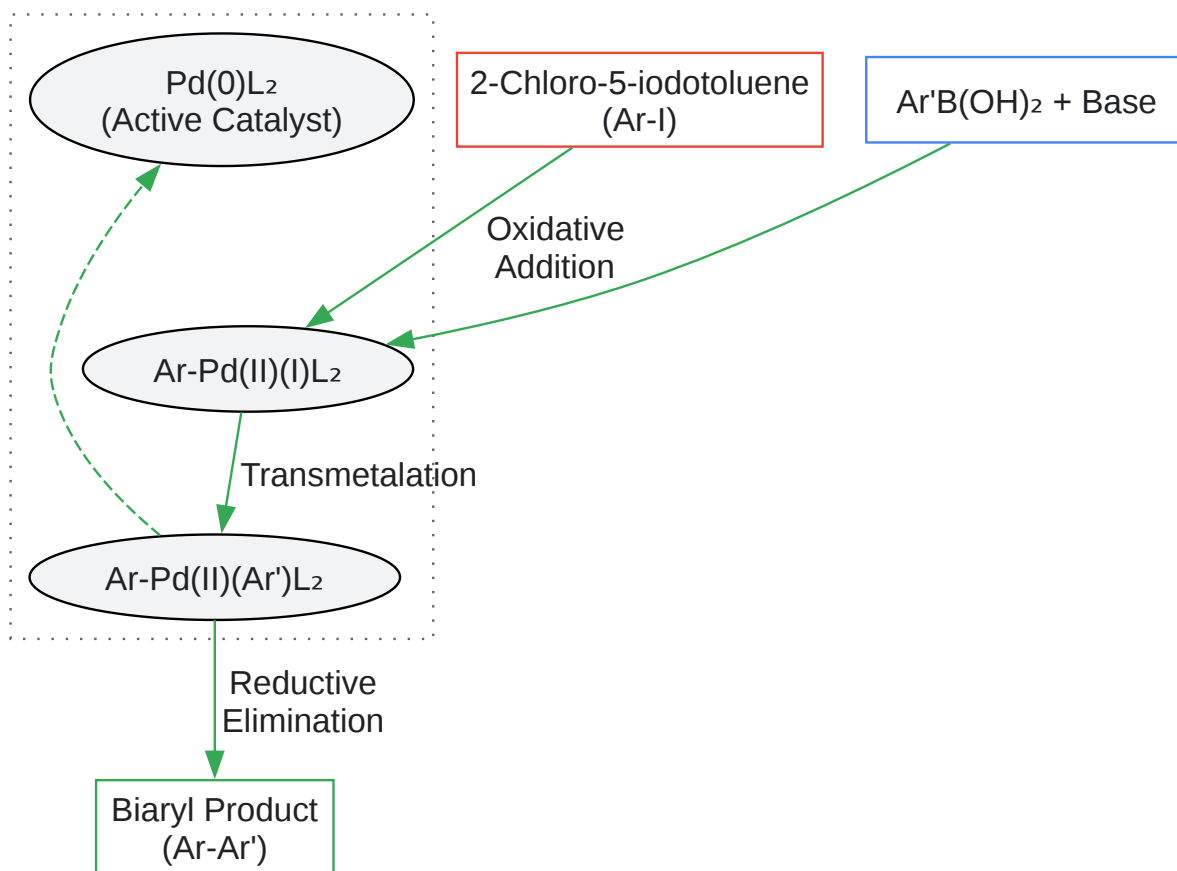 Pd(0)L₂
(Active Catalyst)
2-Chloro-5-iodotoluene
(Ar-I)
Ar'B(OH)₂ + Base
Oxidative
Addition
Ar-Pd(II)(I)L₂
Transmetalation
Ar-Pd(II)(Ar')L₂
Reductive
Elimination
Biaryl Product
(Ar-Ar')